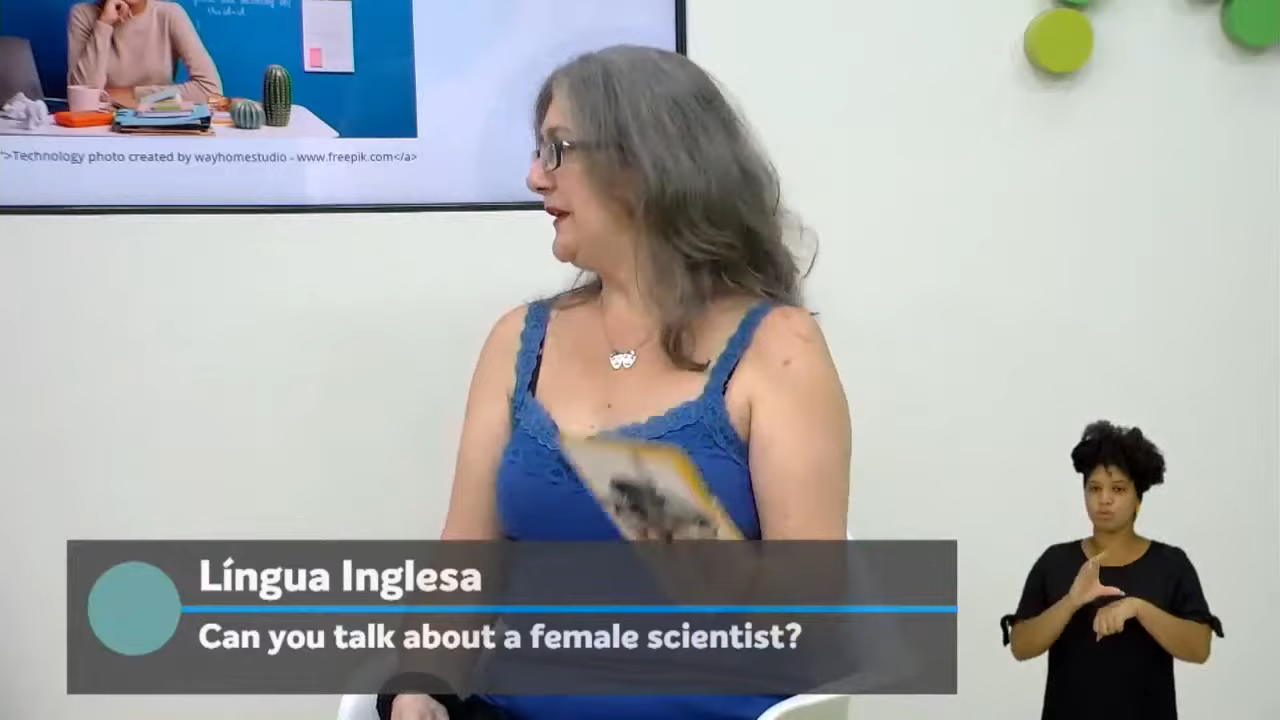 ">Technology photo created by wayhomestudio - www.freepik.com</a>
Língua Inglesa
Can you talk about a female scientist?